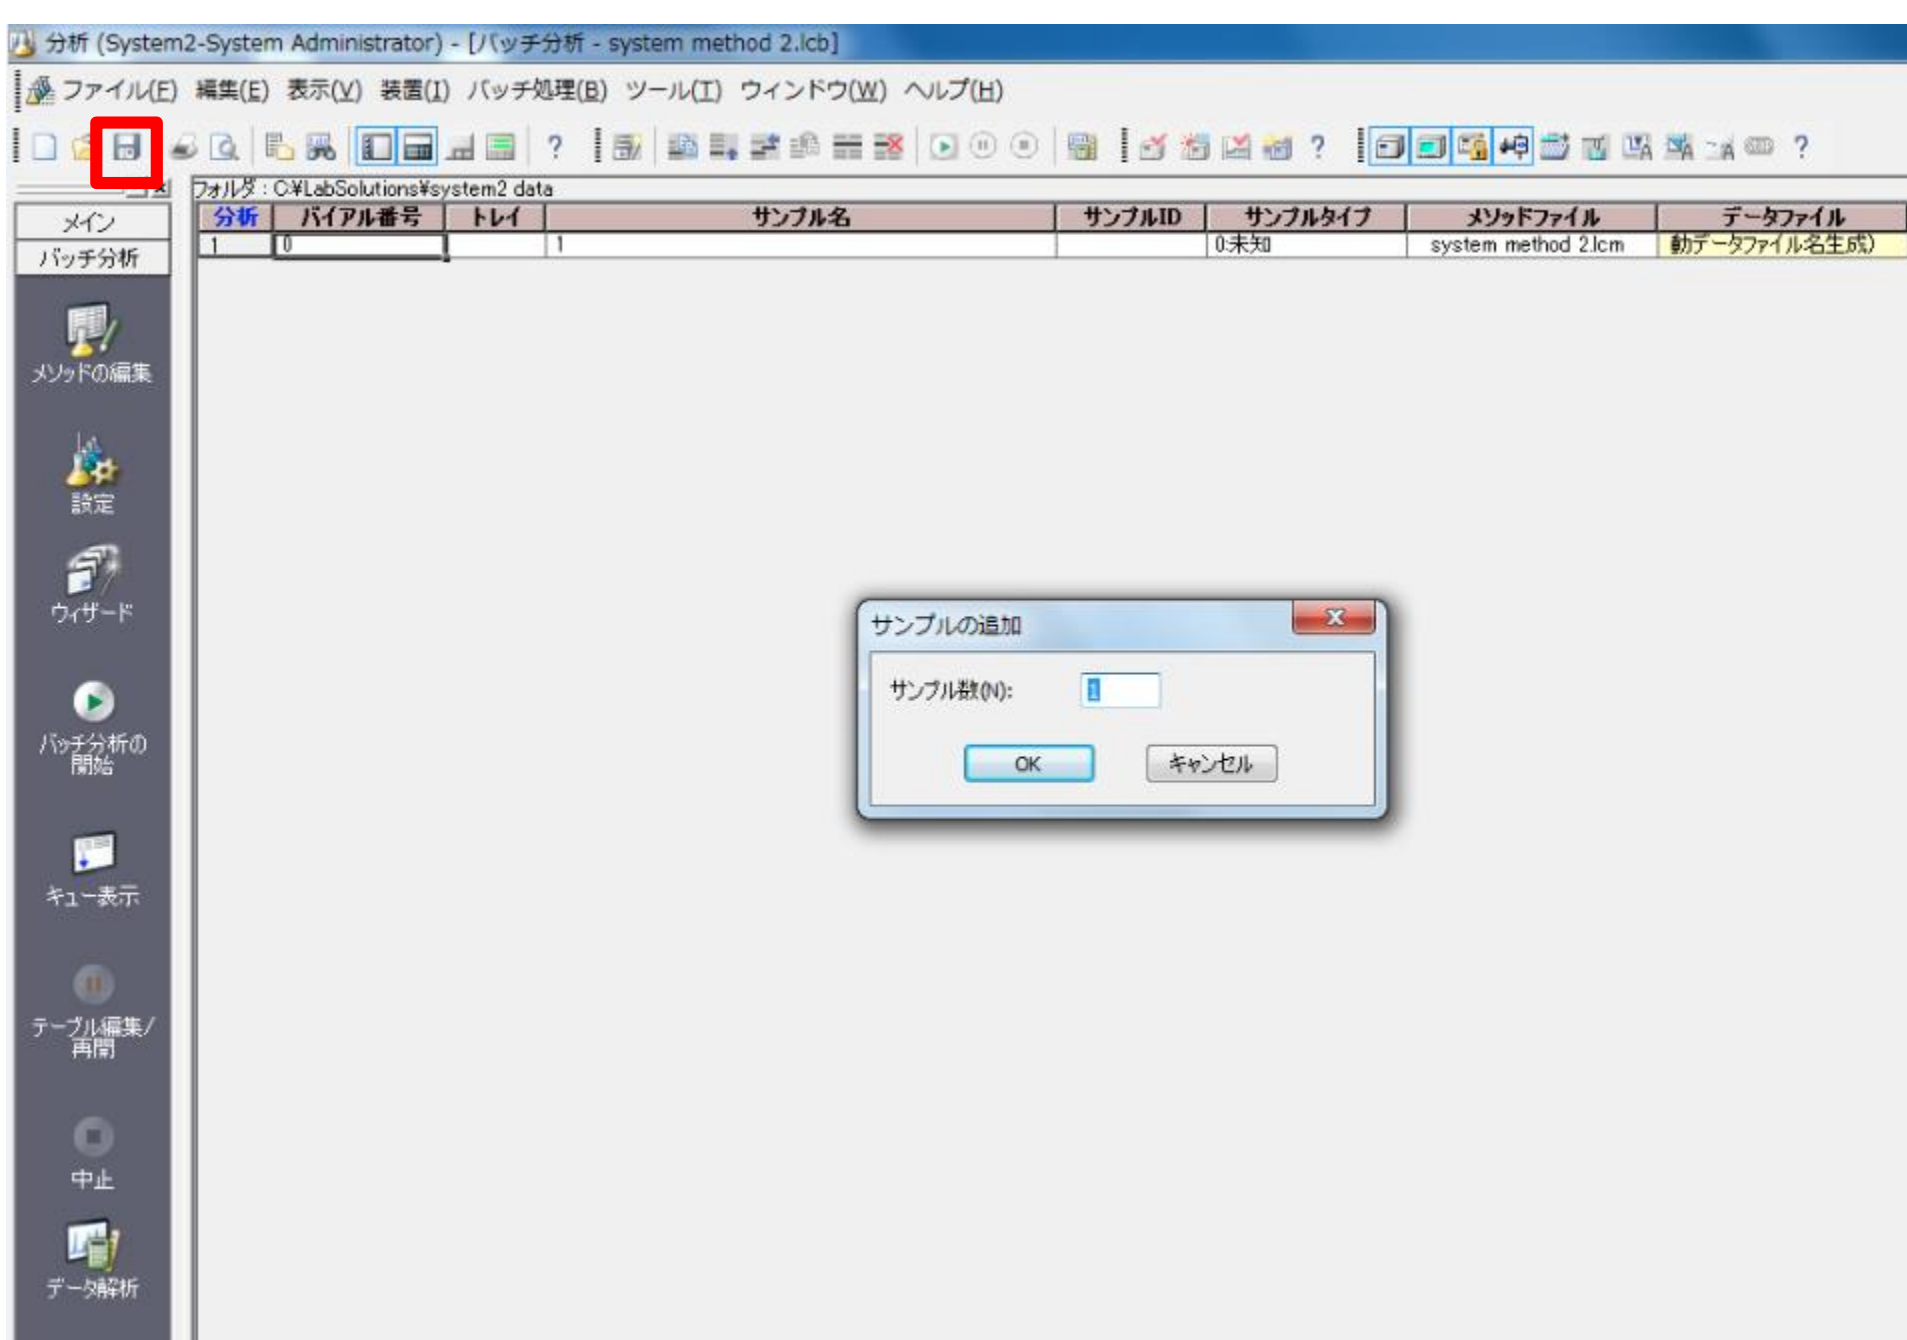 分析 (System2-System Administrator) - [バッチ分析 - system method 2.lcb]
ファイル(F) 編集(E) 表示(V) 装置(I) バッチ処理(B) ツール(T) ウィンドウ(W) ヘルプ(H)
フォルダ : C:¥LabSolutions¥system2 data
メイン
バッチ分析
分析 バイアル番号 トレイ サンプル名 サンプルID サンプルタイプ メソッドファイル データファイル
1 0 1 0:未知 system method 2.lcm 動データファイル名生成)
メソッドの編集
設定
ウィザード
バッチ分析の
開始
キュー表示
テーブル編集/
再開
中止
データ解析
サンプルの追加
サンプル数(N): 1
OK キャンセル